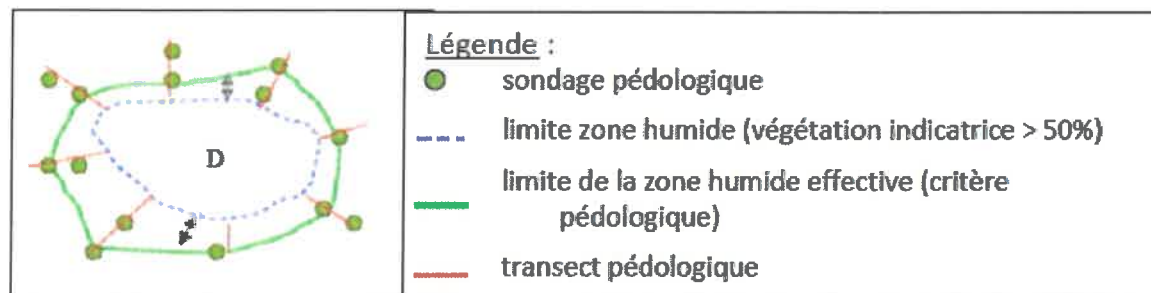 D
Légende :
sondage pédologique
limite zone humide (végétation indicatrice > 50%)
limite de la zone humide effective (critère
pédologique)
transect pédologique